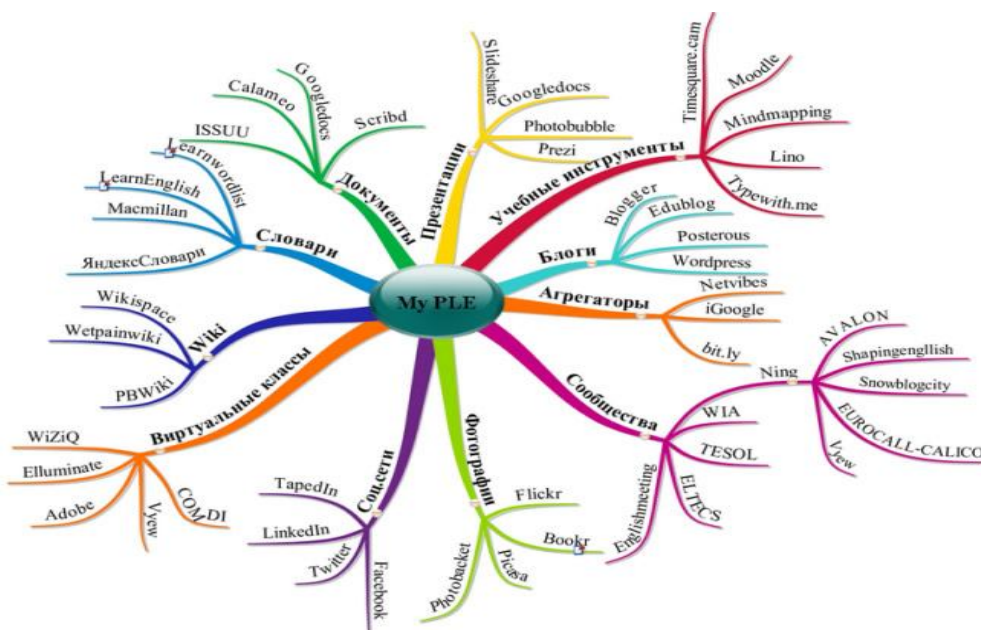 My PLE
Презентации
Slideshare
Googledocs
Photobubble
Prezi
Учебные инструменты
Timesquare.cam
Moodle
Mindmapping
Lino
Typewith.me
Блоги
Blogger
Edublog
Posterous
Wordpress
Агрегаторы
Netvibes
iGoogle
bit.ly
Сообщества
Ning
AVALON
Shapingengllish
Snowblogcity
EUROCALL-CALICO
Vyew
WIA
TESOL
ELTECS
Englishmeeting
Фотографии
Flickr
Bookr
Picasa
Photobacket
Соц.сети
TapedIn
LinkedIn
Twitter
Facebook
Виртуальные классы
WiZiQ
Elluminate
Adobe
Vyew
COMDI
Wiki
Wikispace
Wetpainwiki
PBWiki
Словари
Learnwordlist
LearnEnglish
Macmillan
ЯндексСловари
Документы
ISSUU
Calameo
Googledocs
Scribd